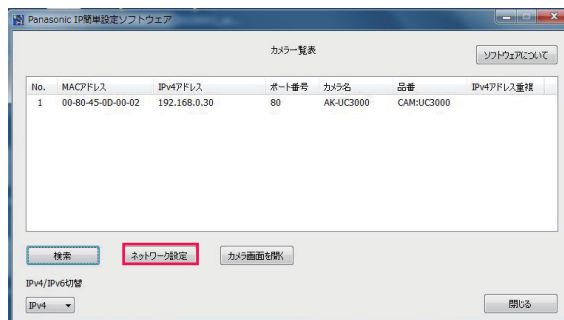 Panasonic IP簡単設定ソフトウェア
カメラ一覧表
ソフトウェアについて
No. MACアドレス IPv4アドレス ポート番号 カメラ名 品番 IPv4アドレス重複
1 00-80-45-0D-00-02 192.168.0.30 80 AK-UC3000 CAM:UC3000
検索 ネットワーク設定 カメラ画面を開く
IPv4/IPv6切替
IPv4 閉じる